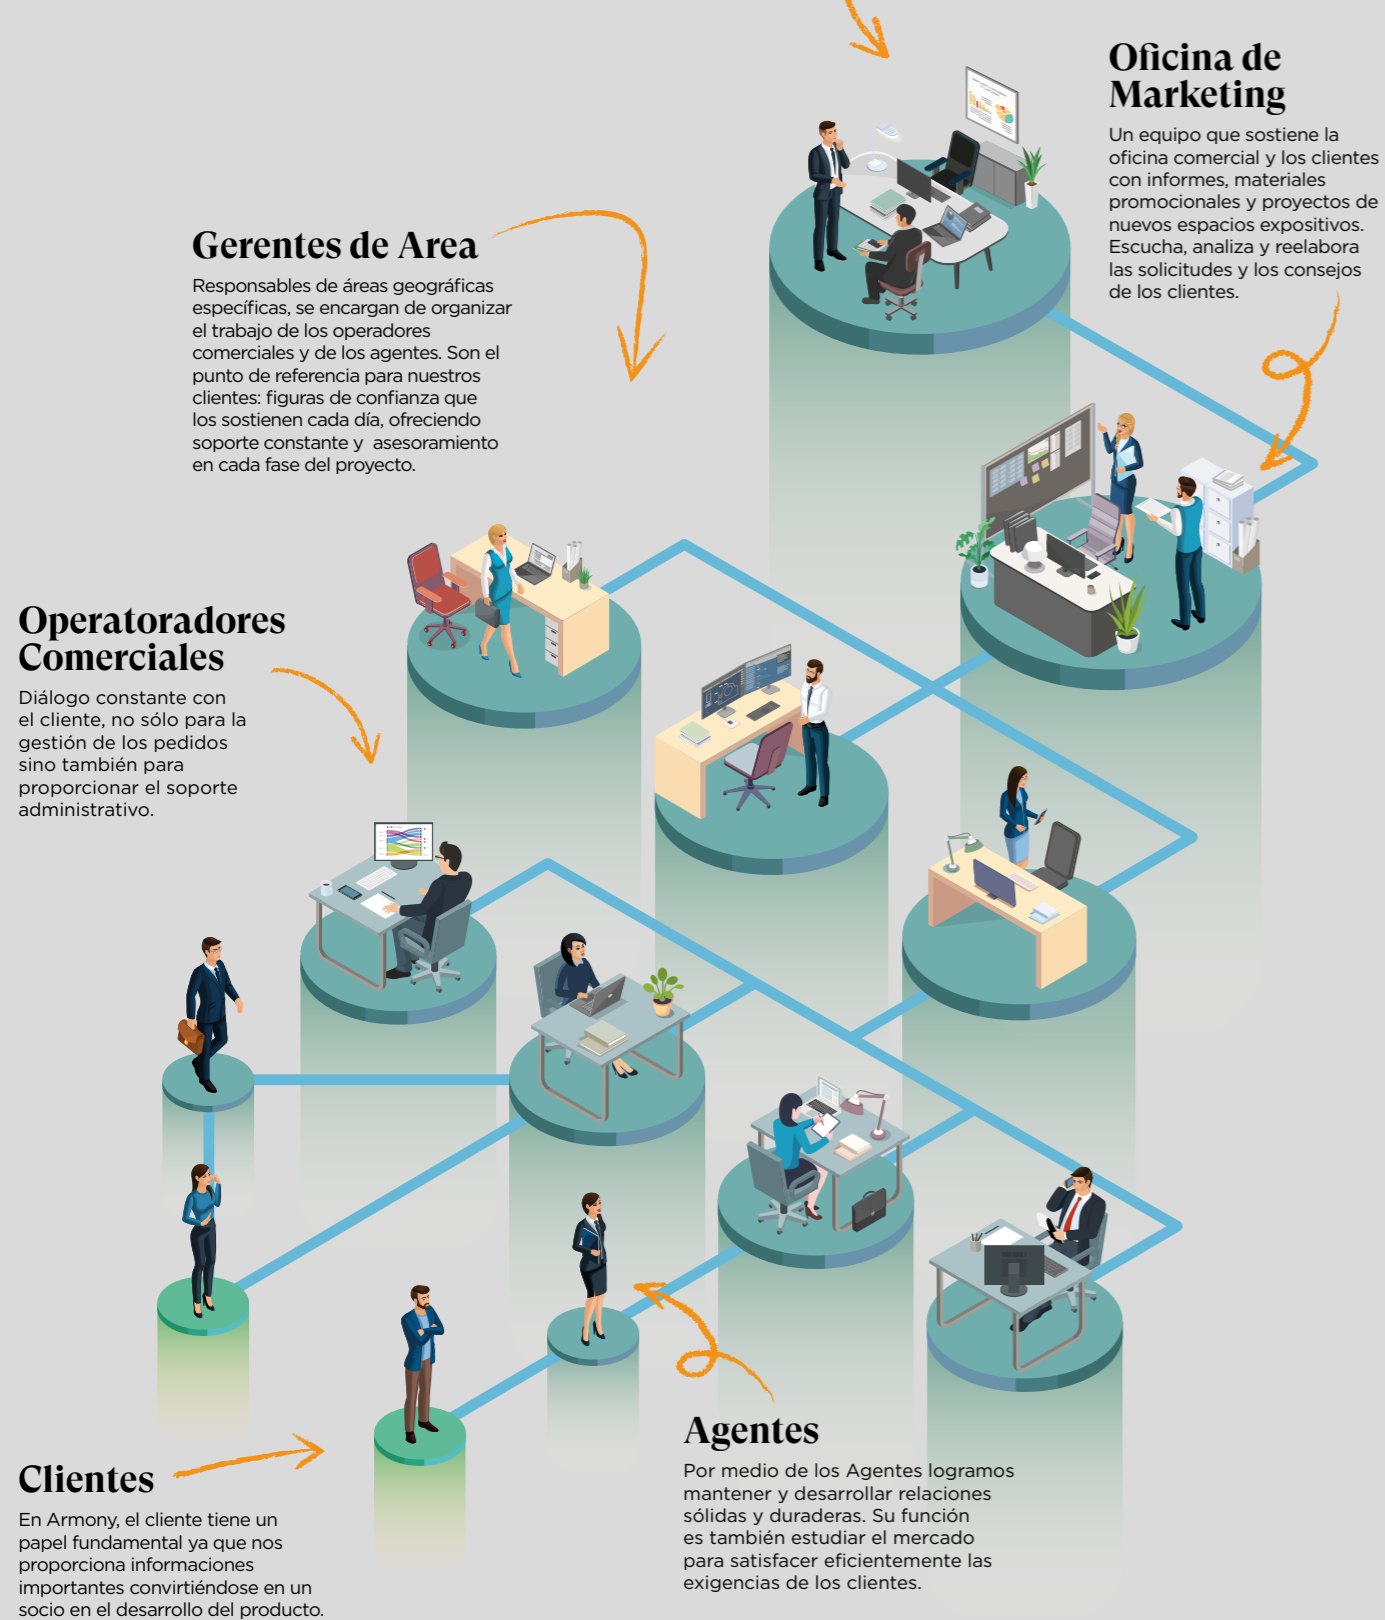 Oficina de
Marketing
Un equipo que sostiene la
oficina comercial y los clientes
con informes, materiales
promocionales y proyectos de
nuevos espacios expositivos.
Escucha, analiza y reelabora
las solicitudes y los consejos
de los clientes.
Gerentes de Area
Responsables de áreas geográficas
específicas, se encargan de organizar
el trabajo de los operadores
comerciales y de los agentes. Son el
punto de referencia para nuestros
clientes: figuras de confianza que
los sostienen cada día, ofreciendo
soporte constante y asesoramiento
en cada fase del proyecto.
Operatoradores
Comerciales
Diálogo constante con
el cliente, no sólo para la
gestión de los pedidos
sino también para
proporcionar el soporte
administrativo.
Agentes
Por medio de los Agentes logramos
mantener y desarrollar relaciones
sólidas y duraderas. Su función
es también estudiar el mercado
para satisfacer eficientemente las
exigencias de los clientes.
Clientes
En Armony, el cliente tiene un
papel fundamental ya que nos
proporciona informaciones
importantes convirtiéndose en un
socio en el desarrollo del producto.